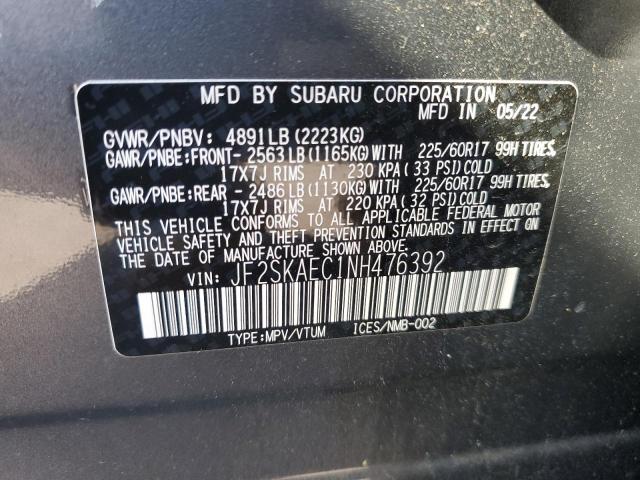 MFD BY SUBARU CORPORATION
MFD IN 05/22
GVWR/PNBV: 4891LB (2223KG)
GAWR/PNBE:FRONT- 2563LB(1165KG)WITH 225/60R17 99H TIRES,
17X7J RIMS AT 230 KPA (33 PSI)COLD
GAWR/PNBE:REAR - 2486LB(1130KG)WITH 225/60R17 99H TIRES,
17X7J RIMS AT 220 KPA (32 PSI)COLD
THIS VEHICLE CONFORMS TO ALL APPLICABLE FEDERAL MOTOR
VEHICLE SAFETY AND THEFT PREVENTION STANDARDS IN EFFECT ON
THE DATE OF MANUFACTURE SHOWN ABOVE.
VIN: JF2SKAEC1NH476392
TYPE:MPV/VTUM ICES/NMB-002